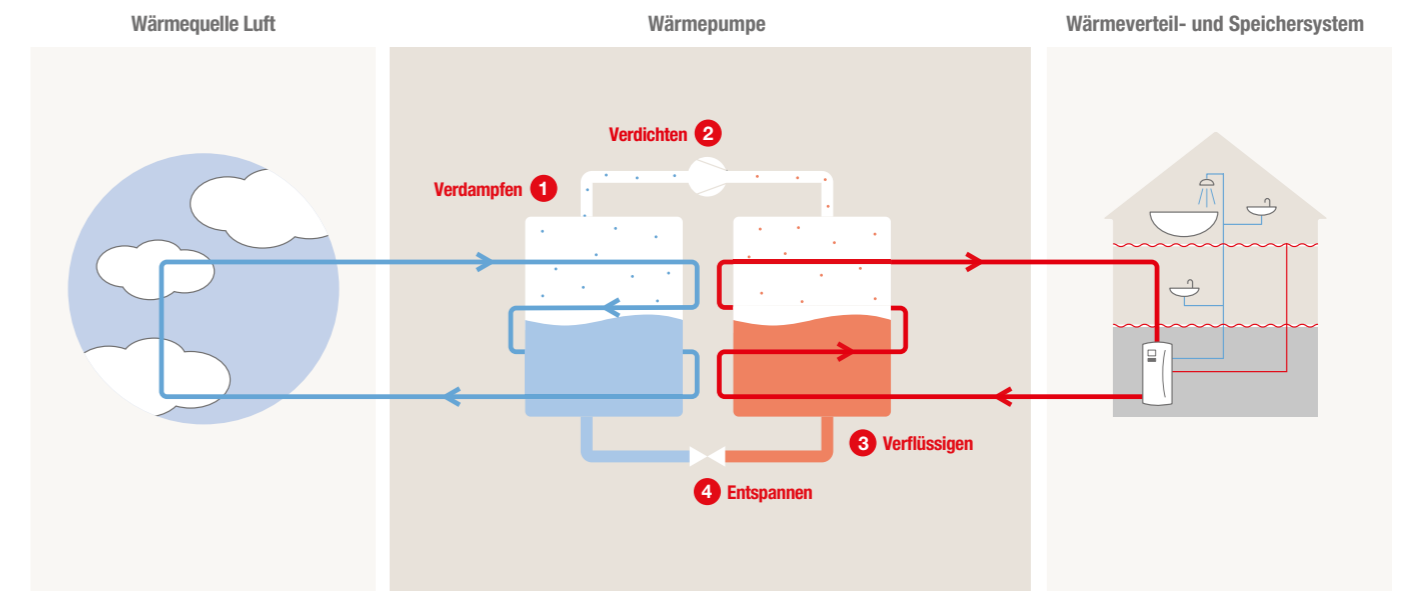 Wärmequelle Luft
Wärmepumpe
Wärmeverteil- und Speichersystem
Verdichten 2
Verdampfen 1
3 Verflüssigen
4 Entspannen